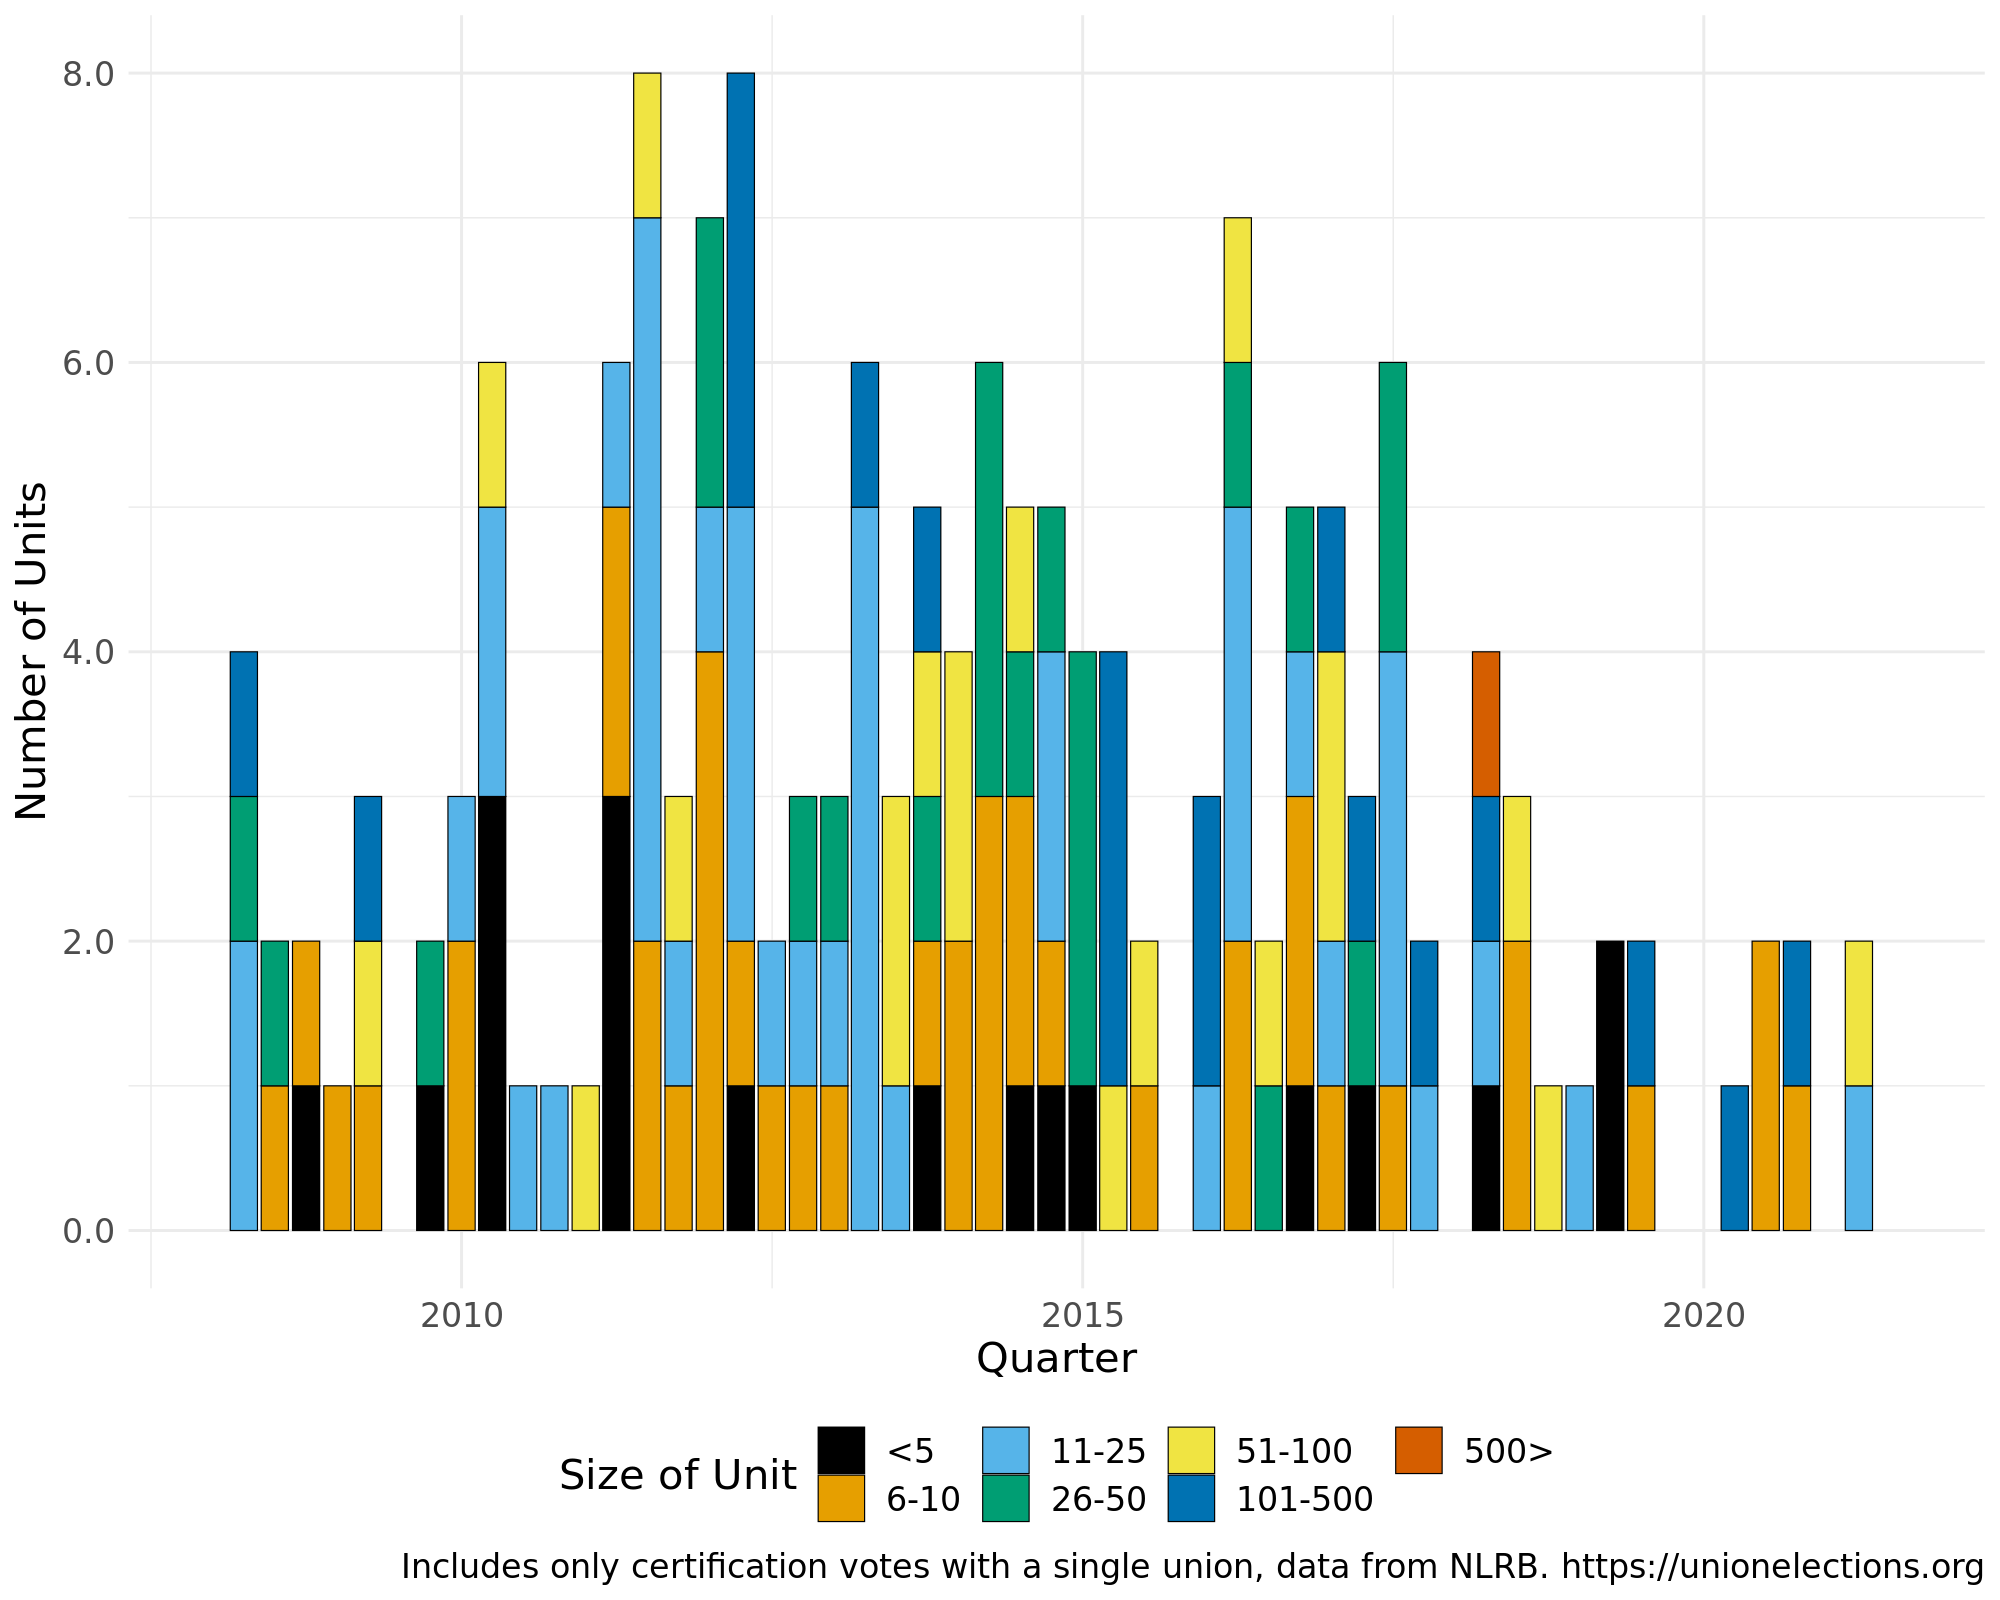 8.0
6.0
4.0
2.0
0.0
Number of Units
2010 2015 2020
Quarter
Size of Unit
<5 11-25 51-100 500>
6-10 26-50 101-500
Includes only certification votes with a single union, data from NLRB. https://unionelections.org